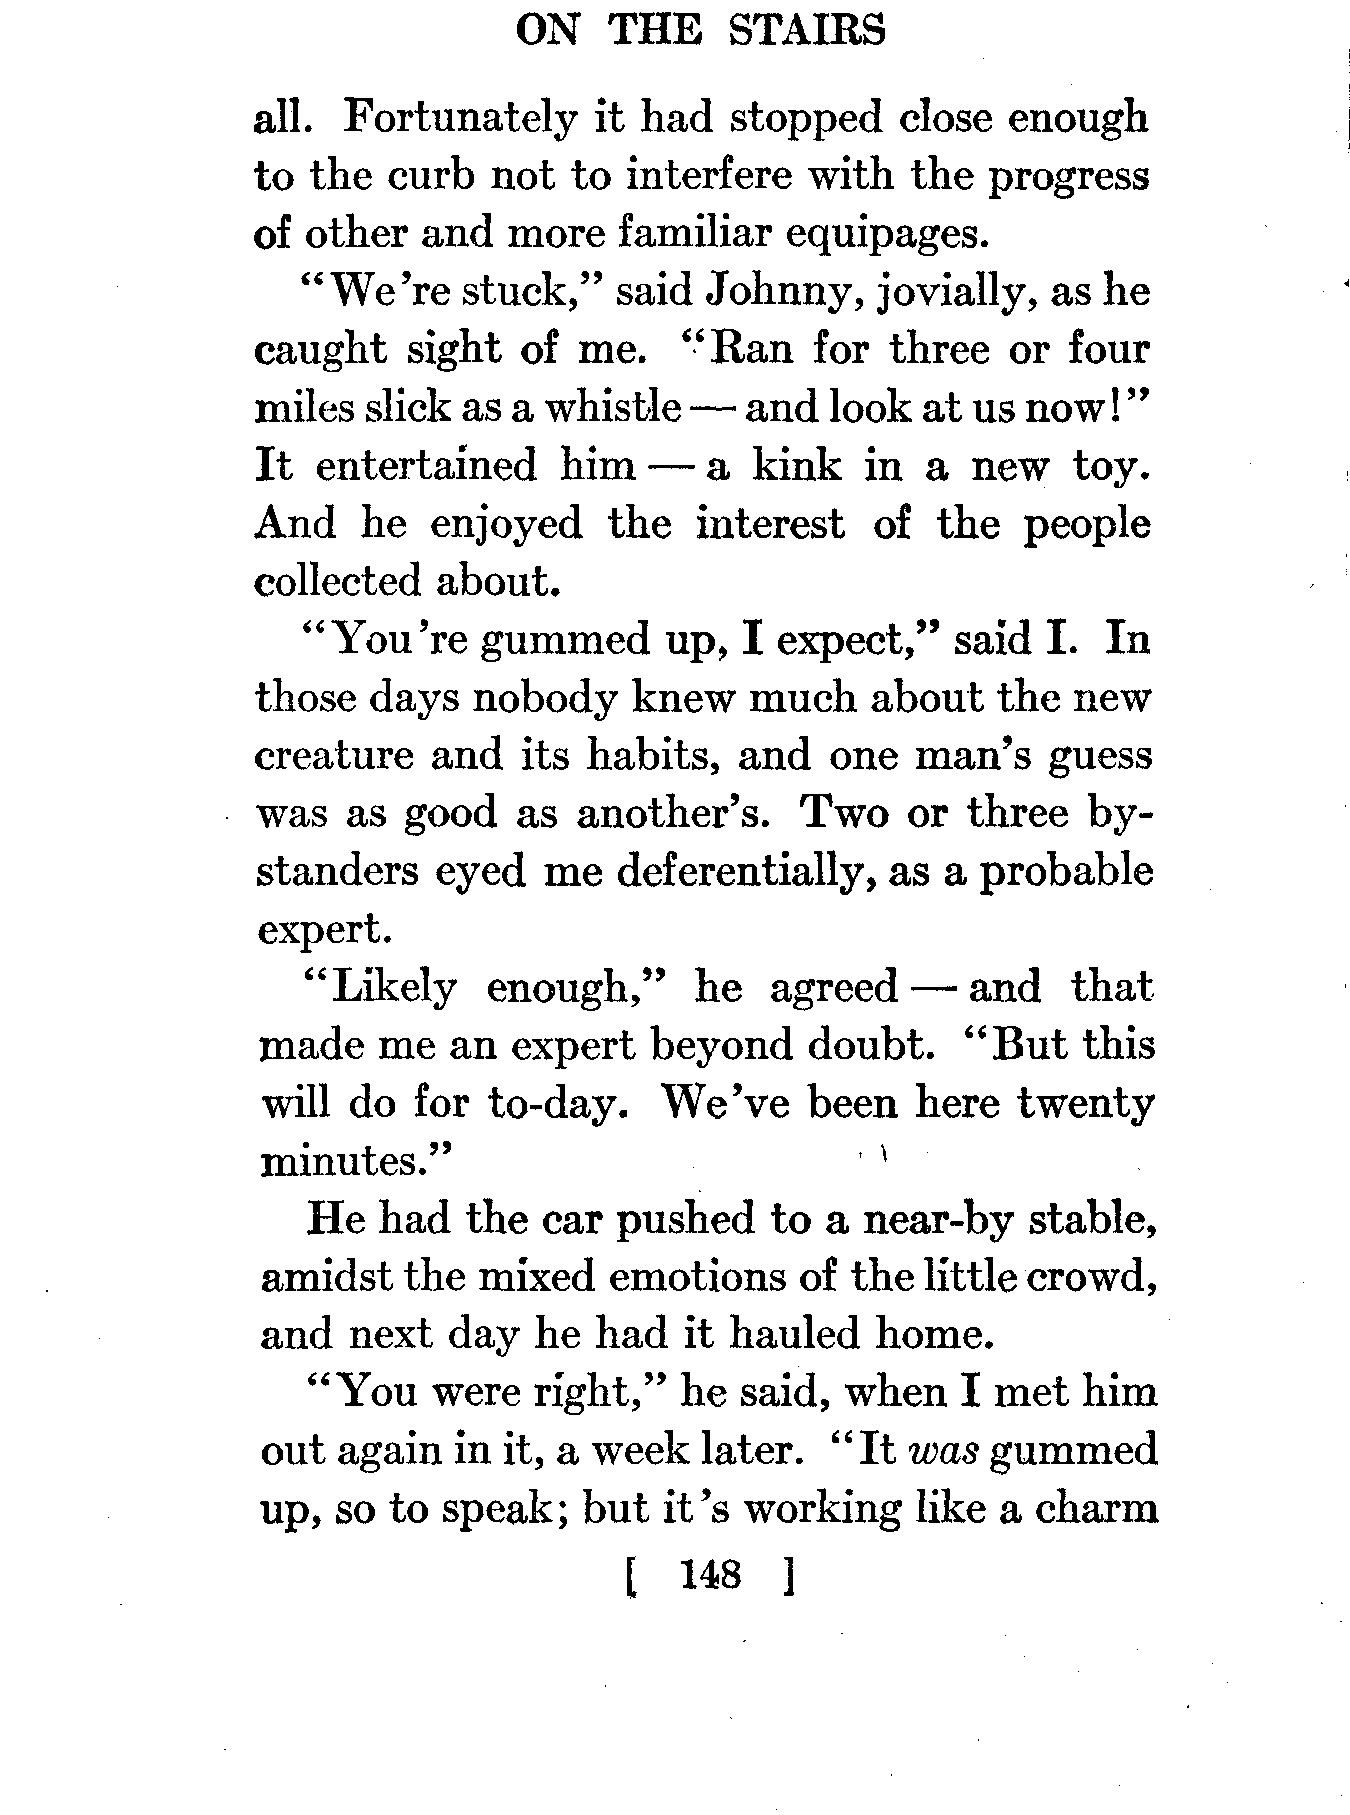 ON THE STAIRS
all. Fortunately it had stopped close enough
to the curb not to interfere with the progress
of other and more familiar equipages.
“We’re stuck,” said Johnny, jovially, as he
caught sight of me. “Ran for three or four
miles slick as a whistle — and look at us now!”
It entertained him — a kink in a new toy.
And he enjoyed the interest of the people
collected about.
“You’re gummed up, I expect,” said I. In
those days nobody knew much about the new
creature and its habits, and one man’s guess
was as good as another’s. Two or three by-
standers eyed me deferentially, as a probable
expert.
“Likely enough,” he agreed — and that
made me an expert beyond doubt. “But this
will do for to-day. We’ve been here twenty
minutes.”
He had the car pushed to a near-by stable,
amidst the mixed emotions of the little crowd,
and next day he had it hauled home.
“You were right,” he said, when I met him
out again in it, a week later. “It was gummed
up, so to speak; but it’s working like a charm
[ 148 ]